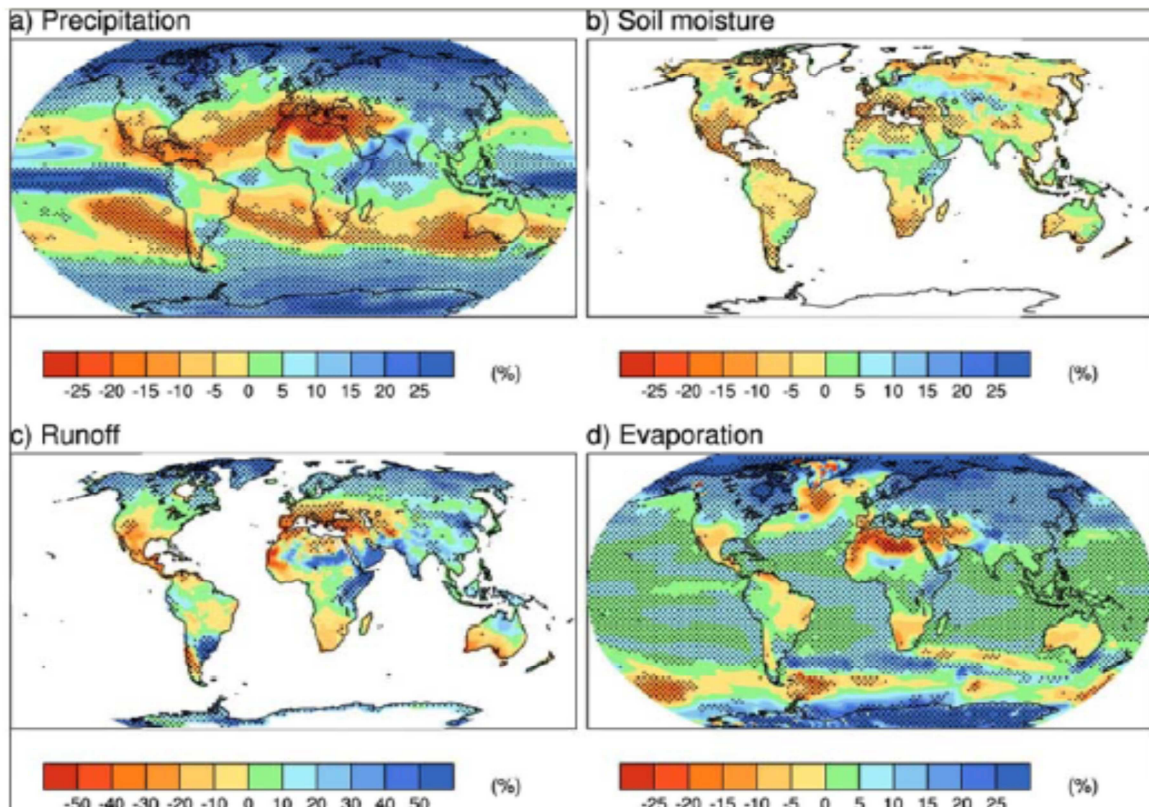 a) Precipitation
b) Soil moisture
-25 -20 -15 -10 -5 0 5 10 15 20 25 (%)
-25 -20 -15 -10 -5 0 5 10 15 20 25 (%)
c) Runoff
d) Evaporation
-50 -40 -30 -20 -10 0 10 20 30 40 50 (%)
-25 -20 -15 -10 -5 0 5 10 15 20 25 (%)